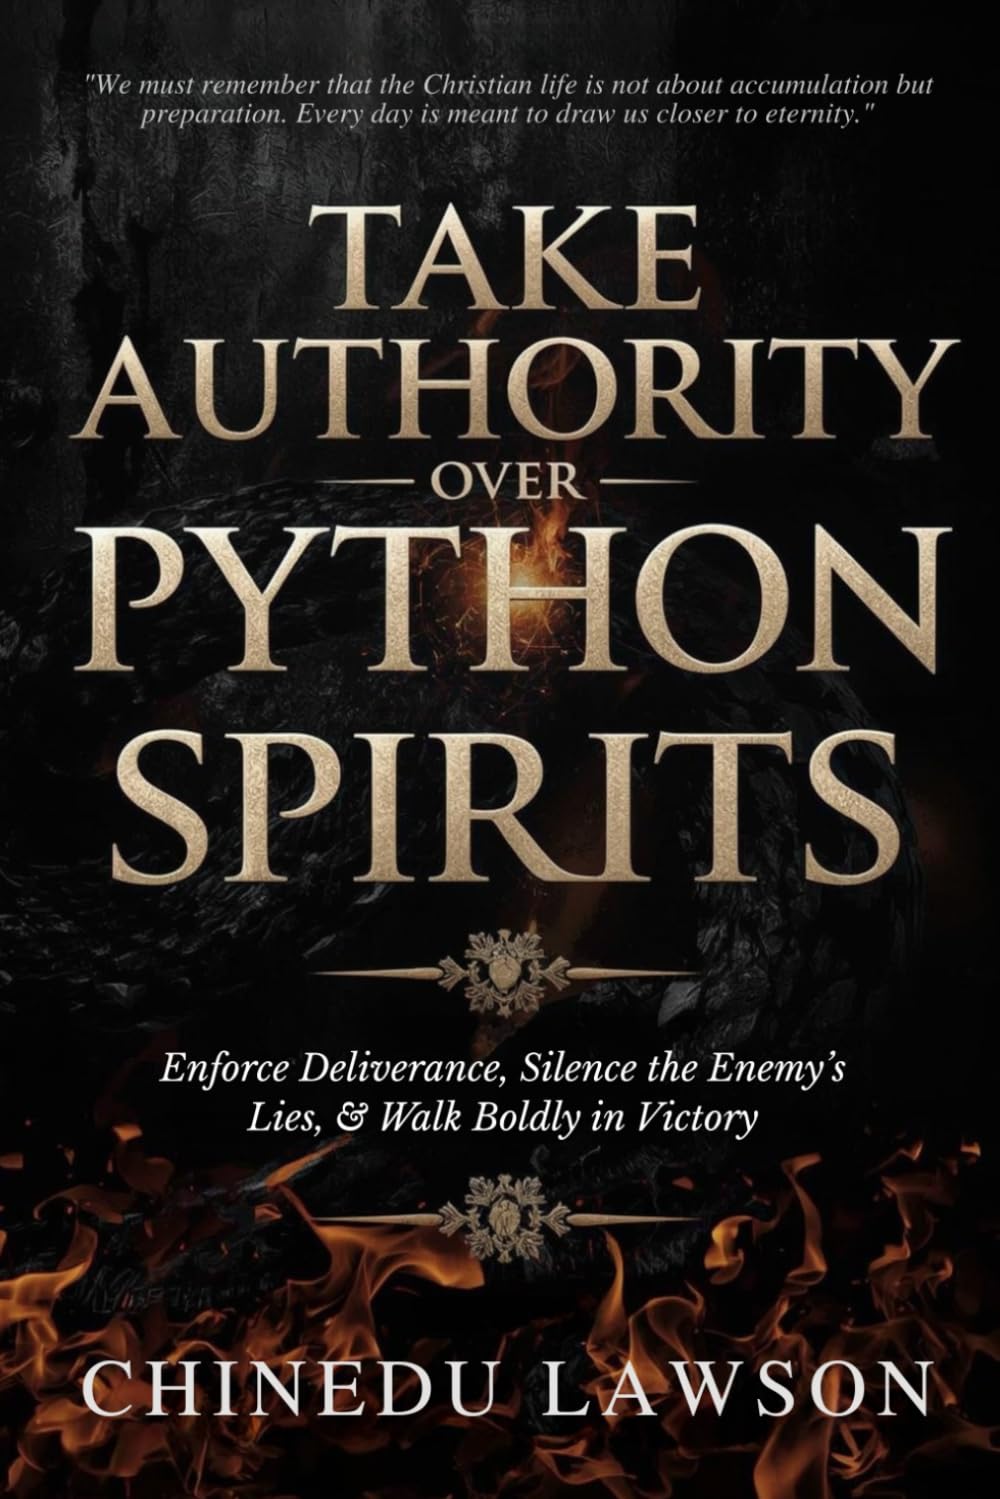 "We must remember that the Christian life is not about accumulation but
preparation. Every day is meant to draw us closer to eternity."
TAKE
AUTHORITY
OVER
PYTHON
SPIRITS
Enforce Deliverance, Silence the Enemy’s
Lies, & Walk Boldly in Victory
CHINEDU LAWSON